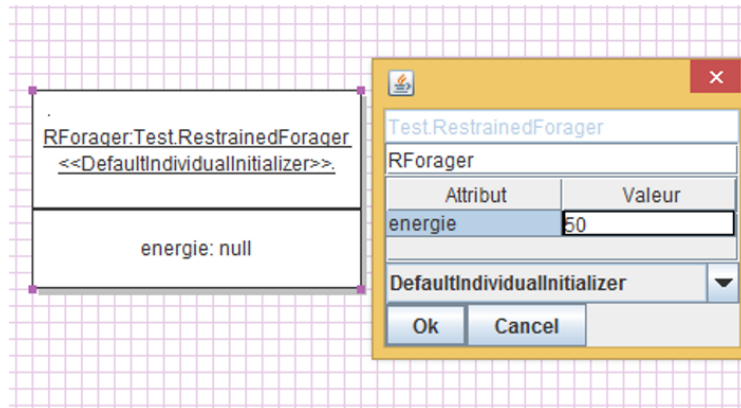 .
RForager:Test.RestrainedForager
<<DefaultIndividualInitializer>>.
energie: null
Test.RestrainedForager
RForager
Attribut Valeur
energie 50
DefaultIndividualInitializer
Ok Cancel